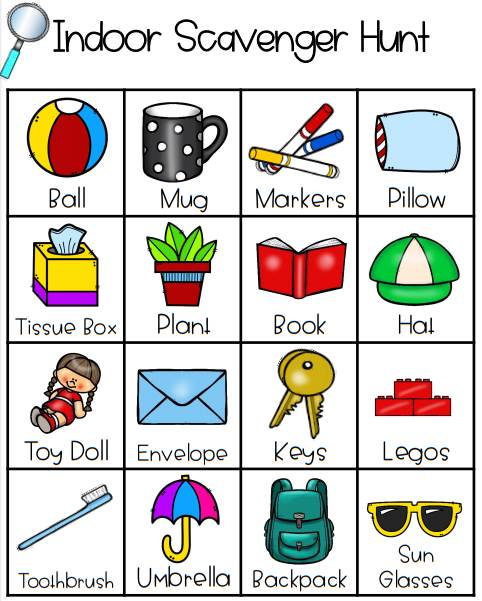 Indoor Scavenger Hunt
Ball
Mug
Markers
Pillow
Tissue Box
Plant
Book
Hat
Toy Doll
Envelope
Keys
Legos
Toothbrush
Umbrella
Backpack
Sun
Glasses